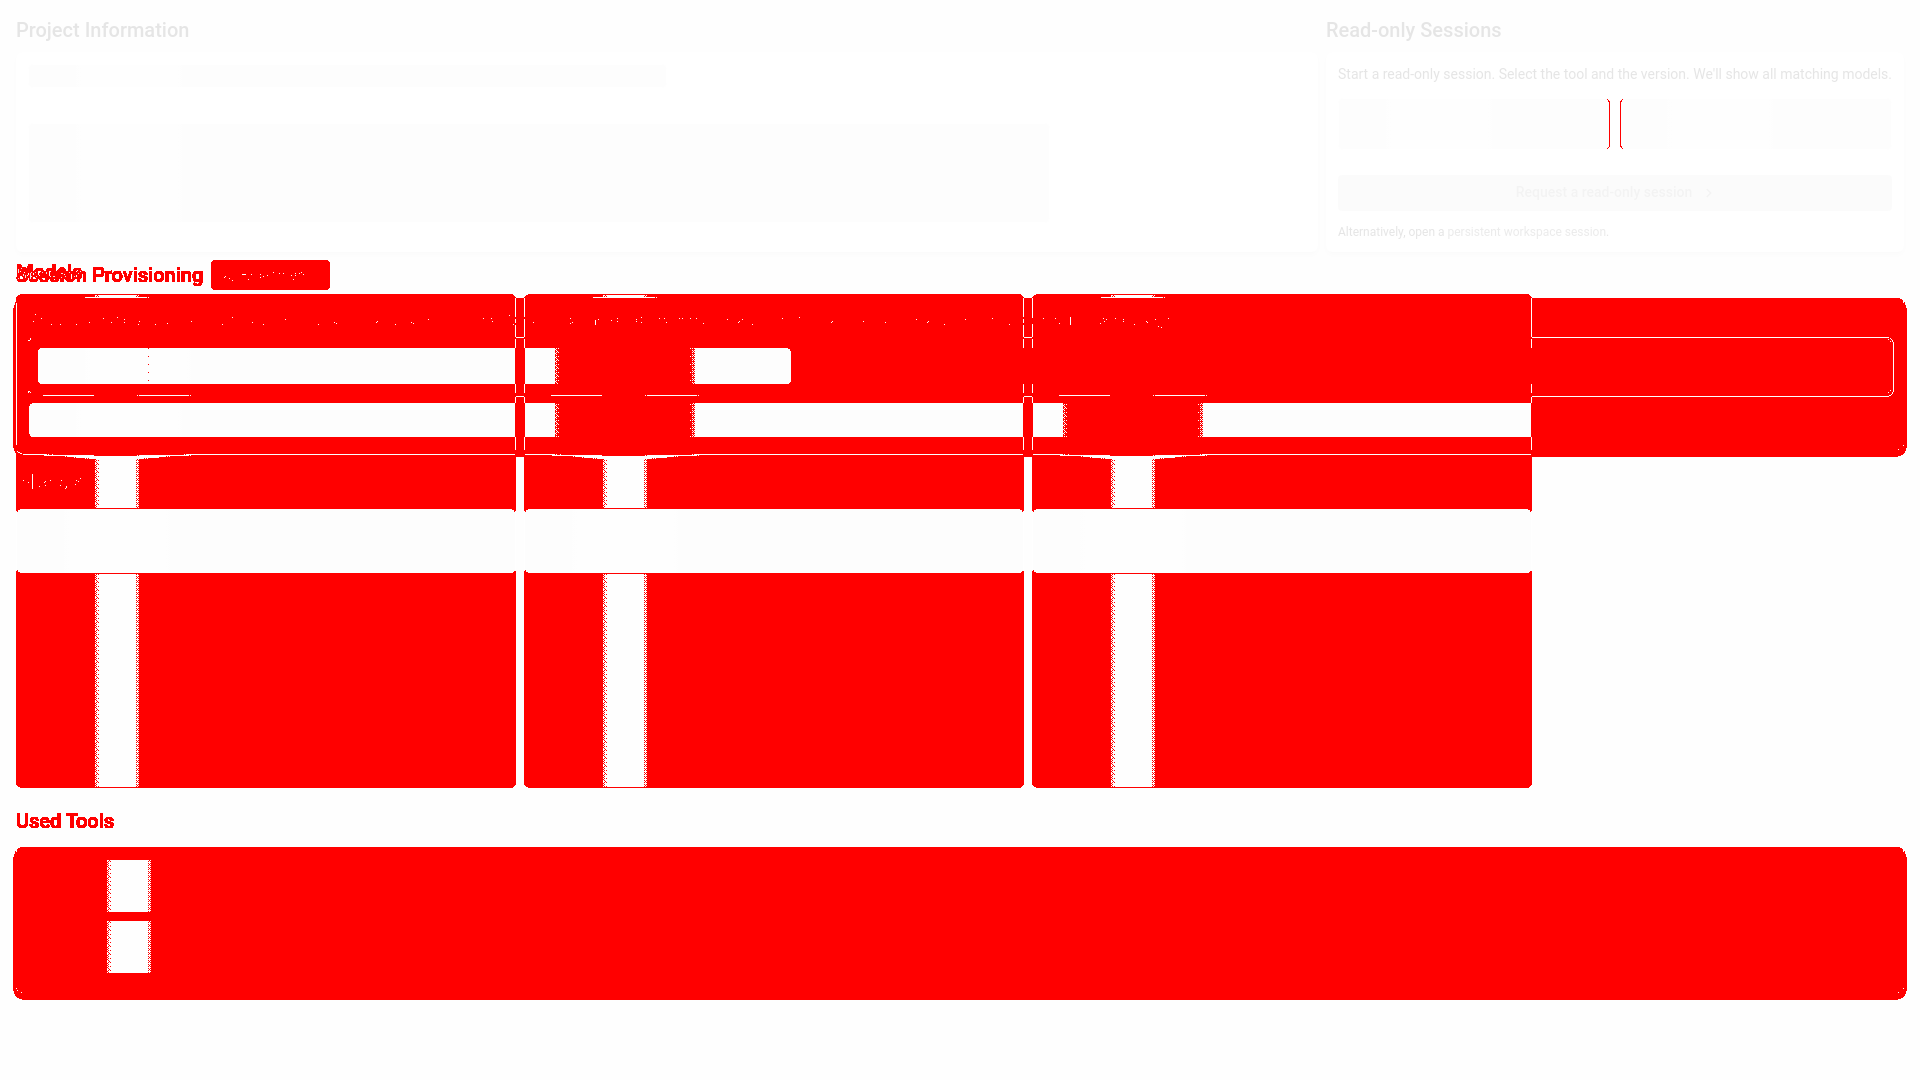 Project Information
Read-only Sessions
Start a read-only session. Select the tool and the version. We'll show all matching models.
Request a read-only session
Alternatively, open a persistent workspace session.
Models
Session Provisioning
Used Tools